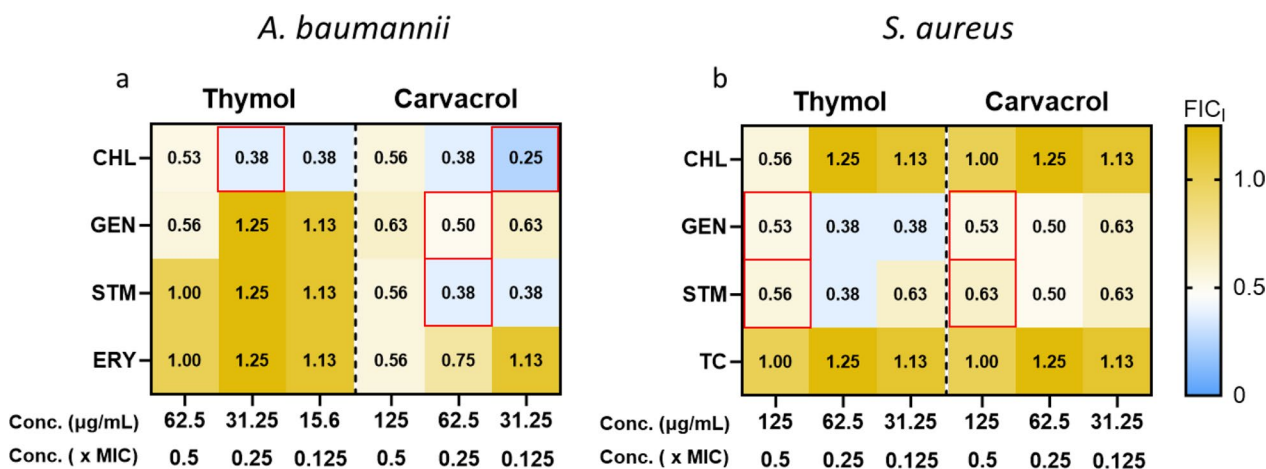 A. baumannii
S. aureus
a
b
Thymol Carvacrol
Thymol Carvacrol
FICI
CHL 0.53 0.38 0.38 0.56 0.38 0.25
GEN 0.56 1.25 1.13 0.63 0.50 0.63
STM 1.00 1.25 1.13 0.56 0.38 0.38
ERY 1.00 1.25 1.13 0.56 0.75 1.13
Conc. (µg/mL) 62.5 31.25 15.6 125 62.5 31.25
Conc. ( x MIC) 0.5 0.25 0.125 0.5 0.25 0.125
CHL 0.56 1.25 1.13 1.00 1.25 1.13
GEN 0.53 0.38 0.38 0.53 0.50 0.63
STM 0.56 0.38 0.63 0.63 0.50 0.63
TC 1.00 1.25 1.13 1.00 1.25 1.13
Conc. (µg/mL) 125 62.5 31.25 125 62.5 31.25
Conc. ( x MIC) 0.5 0.25 0.125 0.5 0.25 0.125
1.0
0.5
0